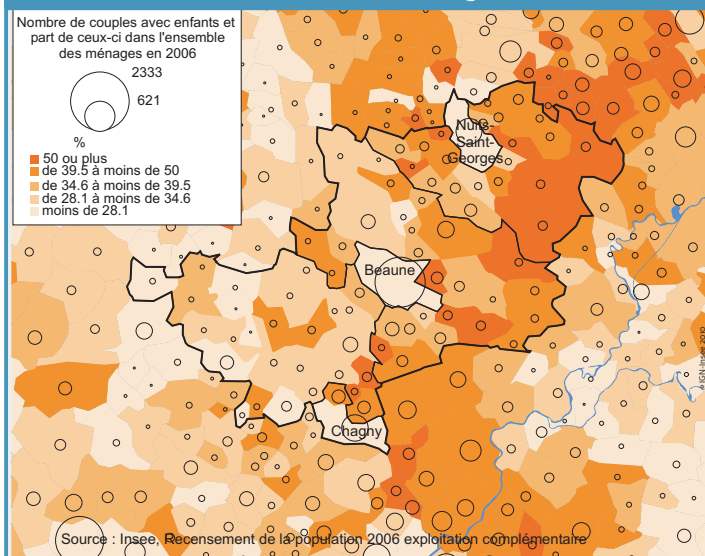 Nombre de couples avec enfants et
part de ceux-ci dans l'ensemble
des ménages en 2006
2333
621
%
50 ou plus
de 39.5 à moins de 50
de 34.6 à moins de 39.5
de 28.1 à moins de 34.6
moins de 28.1
Nuits-
Saint-
Georges
Beaune
Chagny
©IGN-Insee 2010
Source : Insee, Recensement de la population 2006 exploitation complémentaire